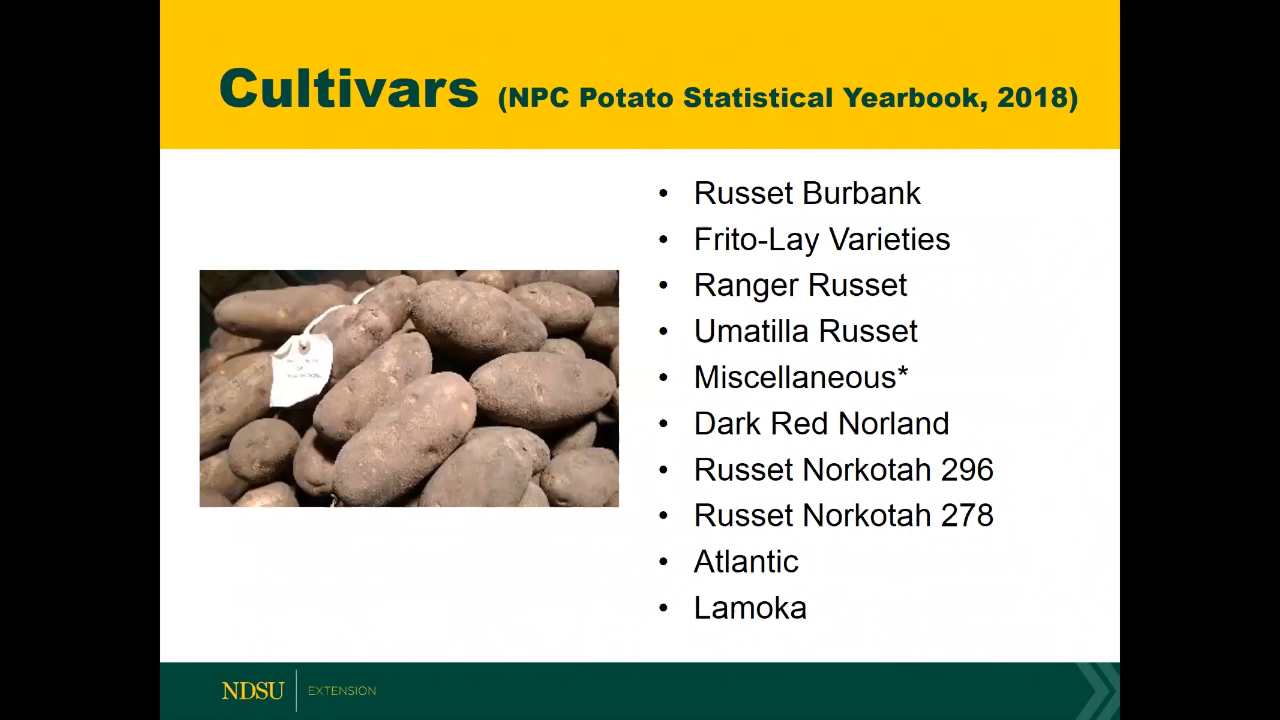 Cultivars (NPC Potato Statistical Yearbook, 2018)
• Russet Burbank
• Frito-Lay Varieties
• Ranger Russet
• Umatilla Russet
• Miscellaneous*
• Dark Red Norland
• Russet Norkotah 296
• Russet Norkotah 278
• Atlantic
• Lamoka
NDSU EXTENSION